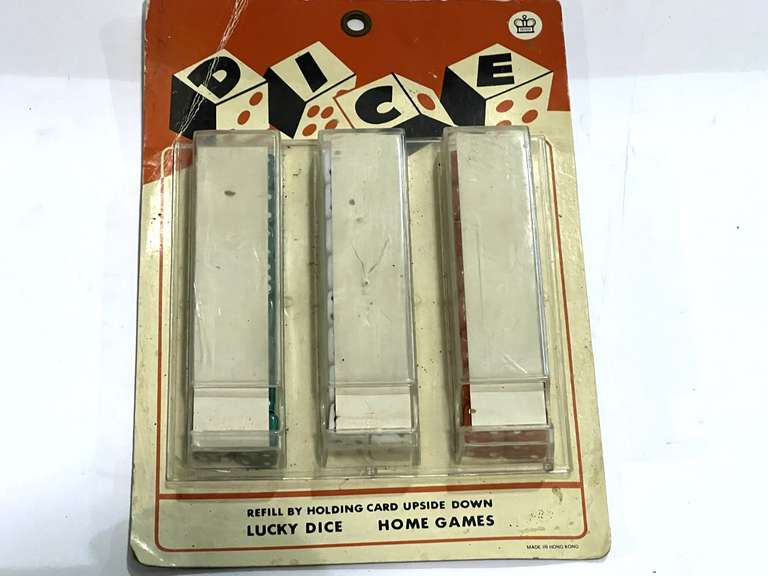 DICE
REFILL BY HOLDING CARD UPSIDE DOWN
LUCKY DICE HOME GAMES
MADE IN HONG KONG